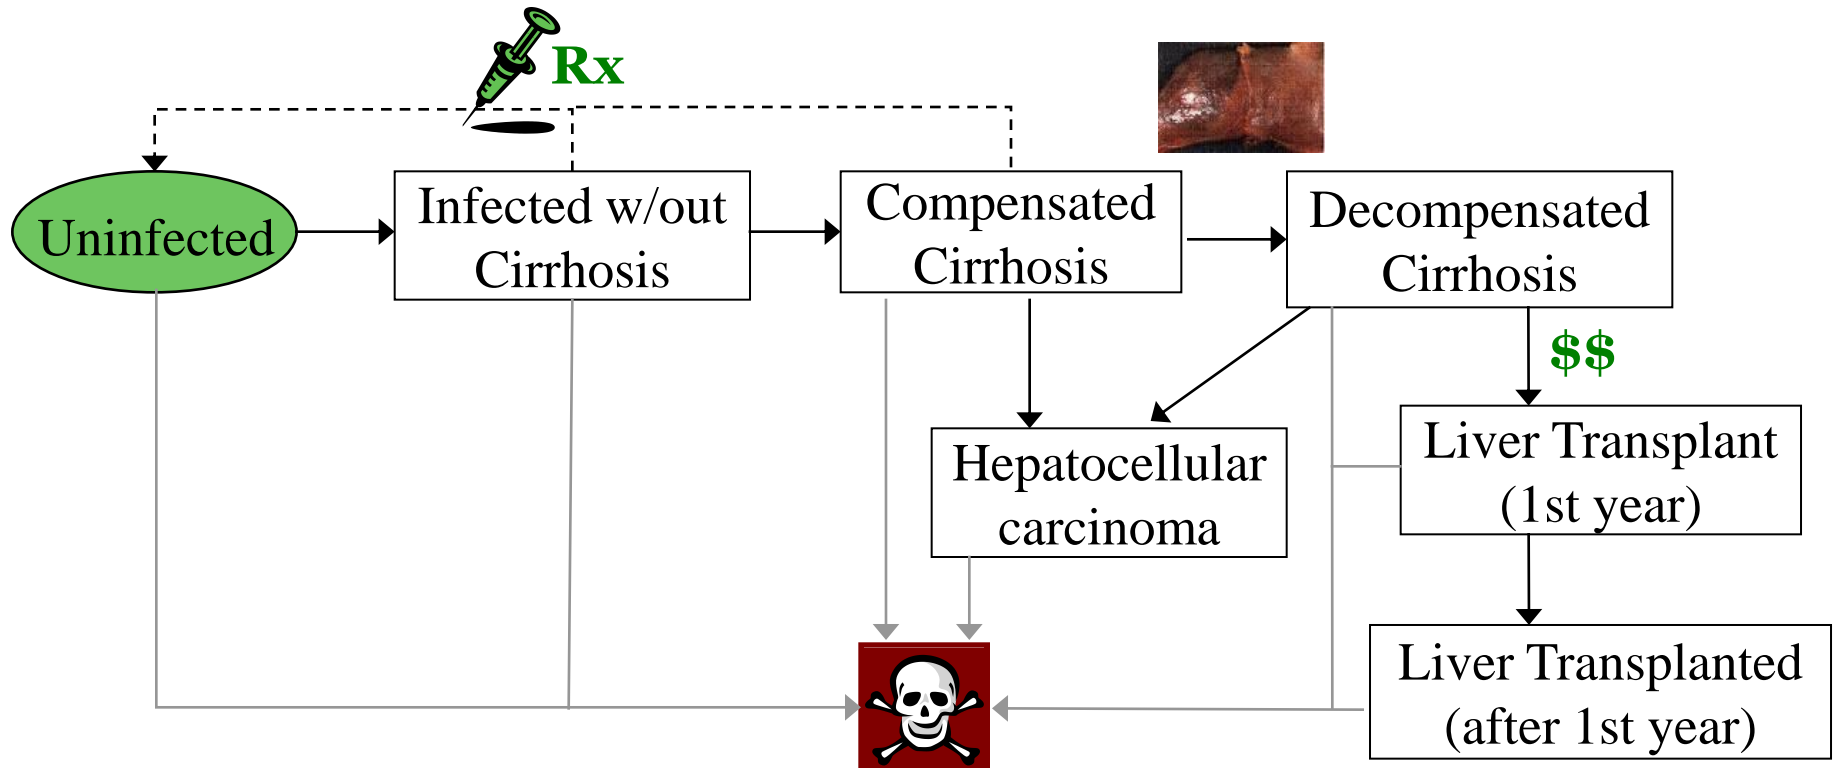 Rx
Uninfected
Infected w/out
Cirrhosis
Compensated
Cirrhosis
Decompensated
Cirrhosis
$$
Hepatocellular
carcinoma
Liver Transplant
(1st year)
Liver Transplanted
(after 1st year)